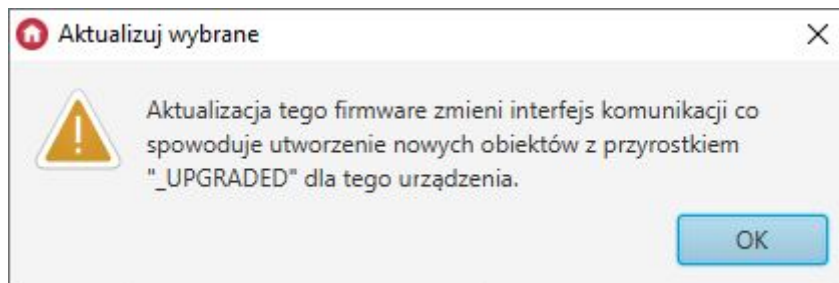 Aktualizuj wybrane
Aktualizacja tego firmware zmieni interfejs komunikacji co
spowoduje utworzenie nowych obiektów z przyrostkiem
"_UPGRADED" dla tego urządzenia.
OK